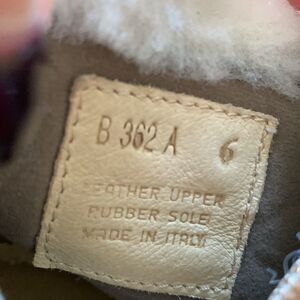 B 362 A 6
LEATHER UPPER
RUBBER SOLE
MADE IN ITALY